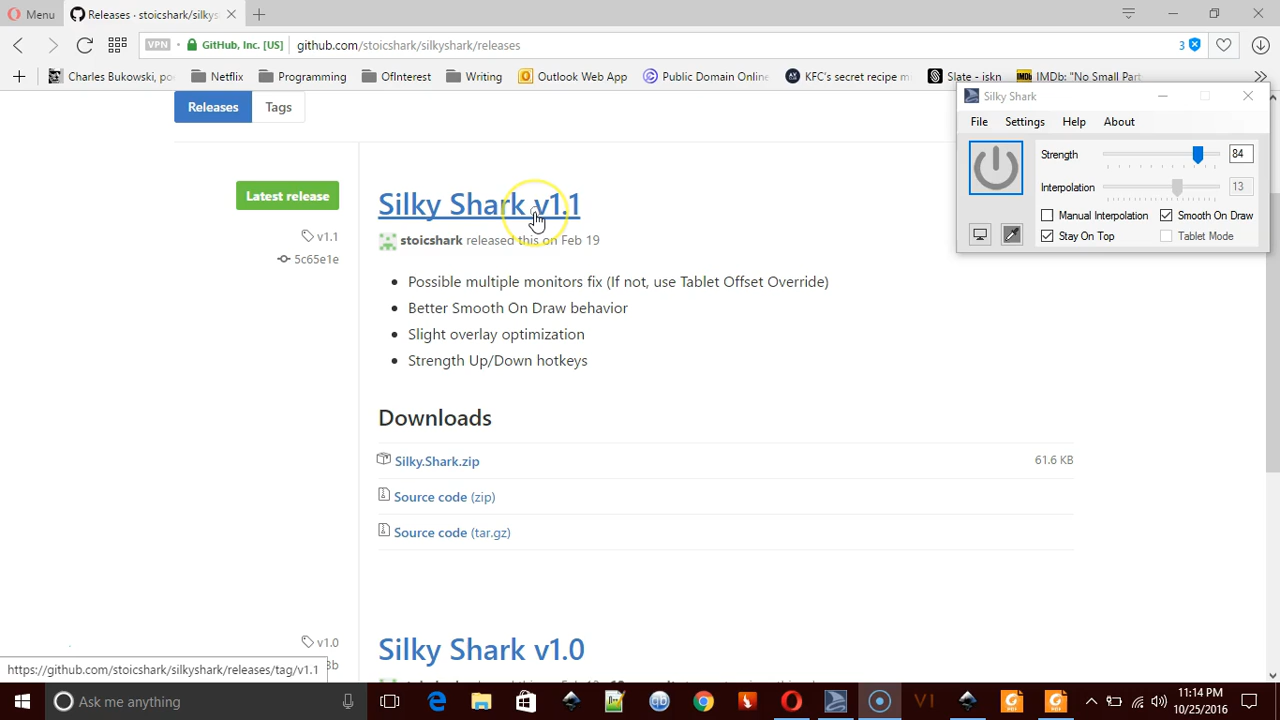 Menu
Releases · stoicshark/silkys
VPN
GitHub, Inc. [US]
github.com/stoicshark/silkyshark/releases
3
Charles Bukowski, po
Netflix
Programming
OfInterest
Writing
Outlook Web App
Public Domain Online
KFC's secret recipe m
Slate - iskn
IMDb: "No Small Part
Silky Shark
File
Settings
Help
About
Strength
84
Interpolation
13
Manual Interpolation
Smooth On Draw
Stay On Top
Tablet Mode
Releases
Tags
Latest release
v1.1
5c65e1e
Silky Shark v1.1
stoicshark released this on Feb 19
Possible multiple monitors fix (If not, use Tablet Offset Override)
Better Smooth On Draw behavior
Slight overlay optimization
Strength Up/Down hotkeys
Downloads
Silky.Shark.zip
61.6 KB
Source code (zip)
Source code (tar.gz)
v1.0
Silky Shark v1.0
https://github.com/stoicshark/silkyshark/releases/tag/v1.1
Ask me anything
11:14 PM
10/25/2016